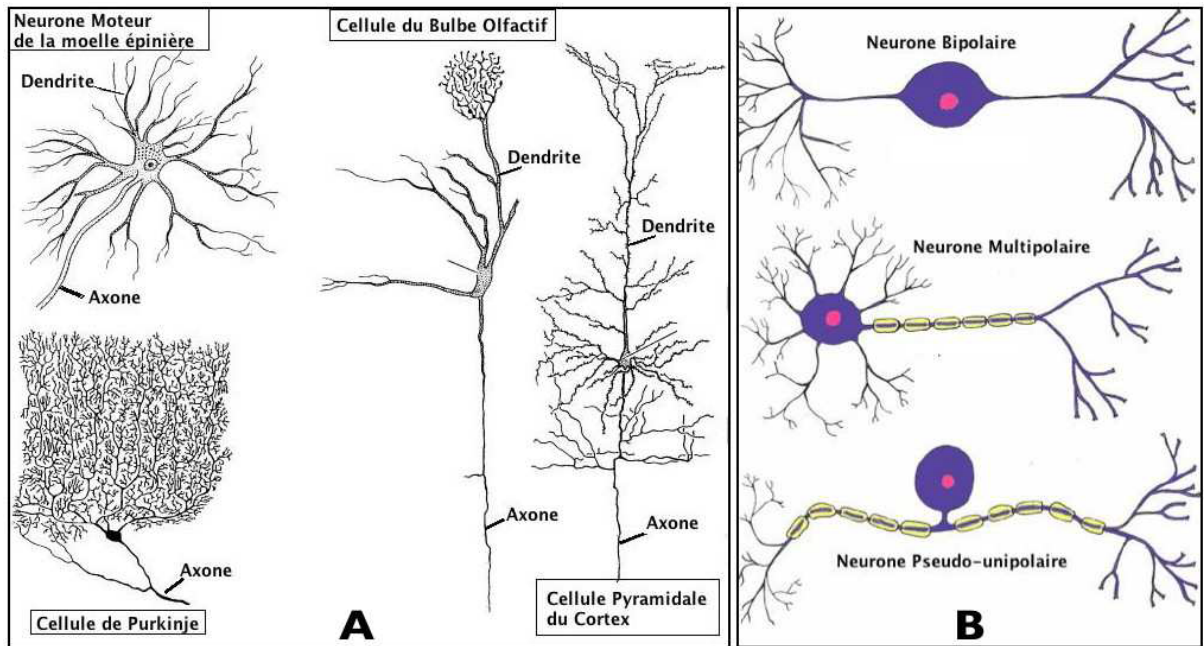 Neurone Moteur
de la moelle épinière
Dendrite
Axone
Cellule du Bulbe Olfactif
Dendrite
Dendrite
Axone
Axone
Cellule Pyramidale
du Cortex
Axone
Cellule de Purkinje
A
Neurone Bipolaire
Neurone Multipolaire
Neurone Pseudo-unipolaire
B